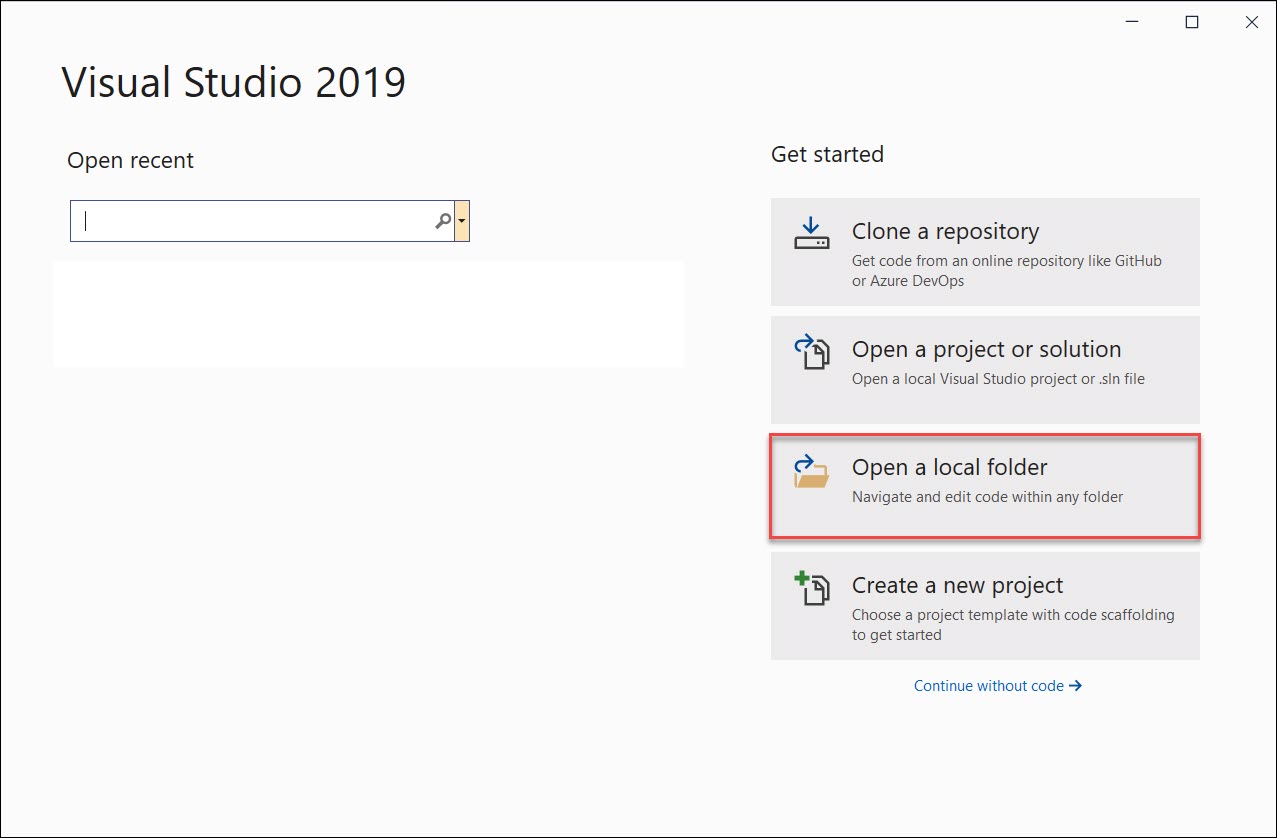 Visual Studio 2019
Open recent
Get started
Clone a repository
Get code from an online repository like GitHub
or Azure DevOps
Open a project or solution
Open a local Visual Studio project or .sln file
Open a local folder
Navigate and edit code within any folder
Create a new project
Choose a project template with code scaffolding
to get started
Continue without code →